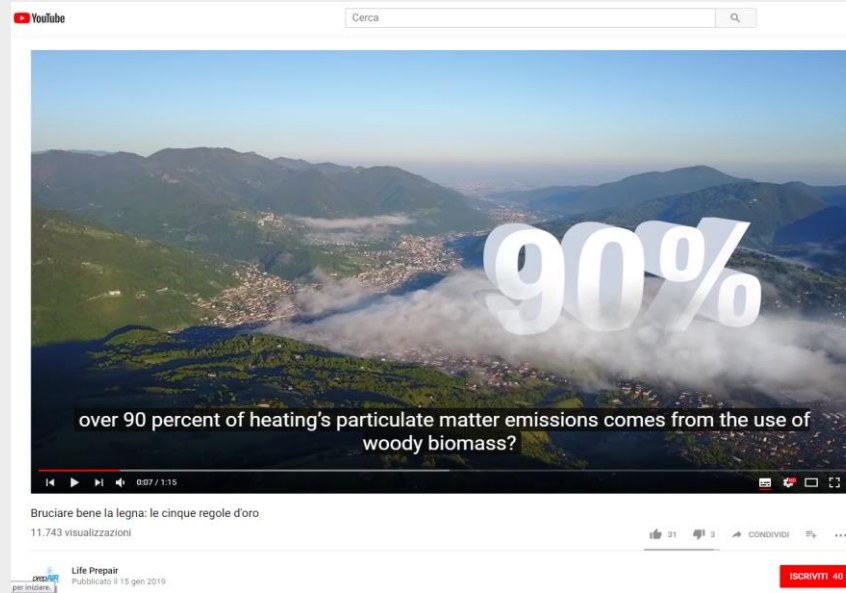 YouTube
Cerca
90%
over 90 percent of heating's particulate matter emissions comes from the use of
woody biomass?
0:07 / 1:15
Bruciare bene la legna: le cinque regole d'oro
11.743 visualizzazioni
31 3 CONDIVIDI
prepAIR
Life Prepair
Pubblicato il 15 gen 2019
ISCRIVITI 40
per iniziare.